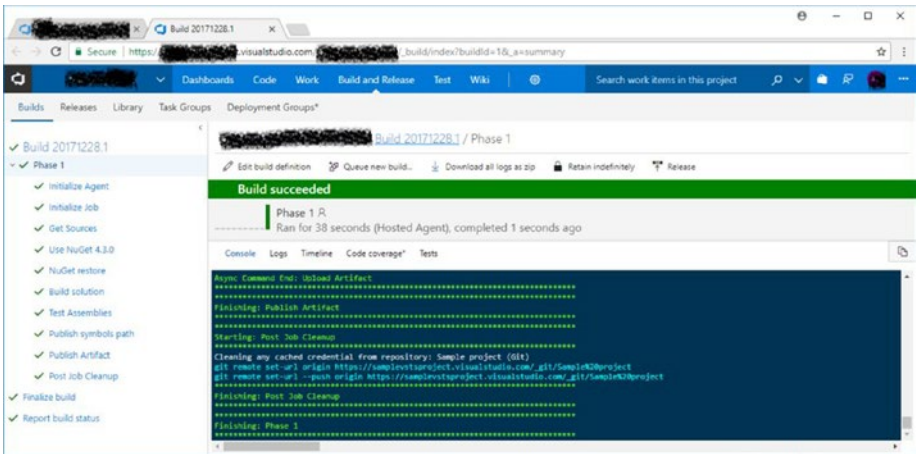 Build 20171228.1
Secure | https:/ .visualstudio.com _build/index?buildId=1&_a=summary
Dashboards Code Work Build and Release Test Wiki Search work items in this project
Builds Releases Library Task Groups Deployment Groups*
Build 20171228.1
Phase 1
Initialize Agent
Initialize Job
Get Sources
Use NuGet 4.3.0
NuGet restore
Build solution
Test Assemblies
Publish symbols path
Publish Artifact
Post Job Cleanup
Finalize build
Report build status
Build 20171228.1 / Phase 1
Edit build definition Queue new build... Download all logs as zip Retain indefinitely Release
Build succeeded
Phase 1
Ran for 38 seconds (Hosted Agent), completed 1 seconds ago
Console Logs Timeline Code coverage* Tests
Async Command End: Upload Artifact
******************************************************************************
******************************************************************************
Finishing: Publish Artifact
******************************************************************************
******************************************************************************
Starting: Post Job Cleanup
******************************************************************************
Cleaning any cached credential from repository: Sample project (Git)
git remote set-url origin https://samplevstsproject.visualstudio.com/_git/Sample%20project
git remote set-url --push origin https://samplevstsproject.visualstudio.com/_git/Sample%20project
******************************************************************************
Finishing: Post Job Cleanup
******************************************************************************
******************************************************************************
Finishing: Phase 1
******************************************************************************